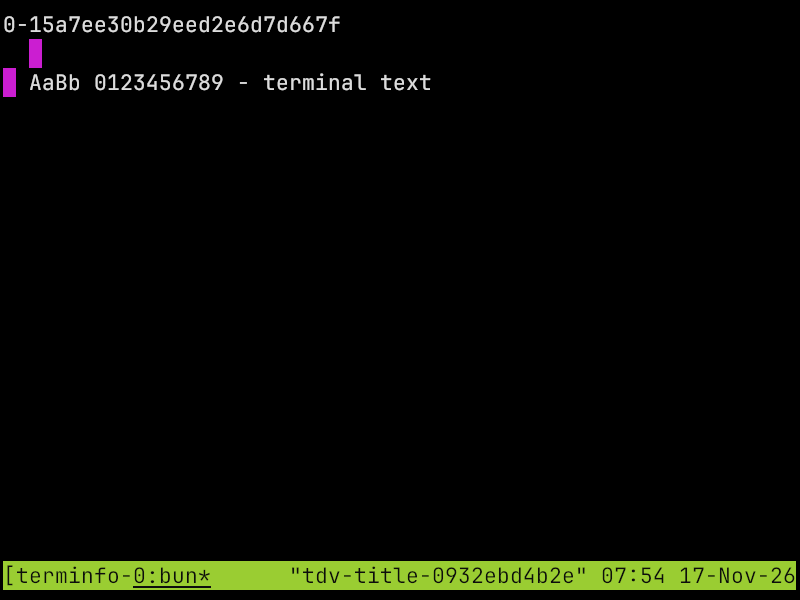 0-15a7ee30b29eed2e6d7d667f
AaBb 0123456789 - terminal text
[terminfo-0:bun* "tdv-title-0932ebd4b2e" 07:54 17-Nov-26